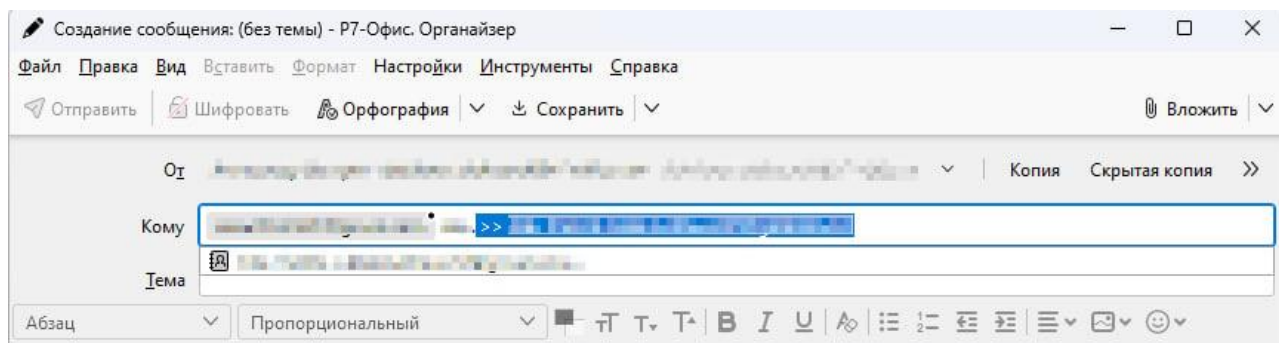 Создание сообщения: (без темы) - Р7-Офис. Органайзер
Файл Правка Вид Вставить Формат Настройки Инструменты Справка
Отправить Шифровать Орфография Сохранить Вложить
От Копия Скрытая копия >>
Кому >>
Тема
Абзац Пропорциональный